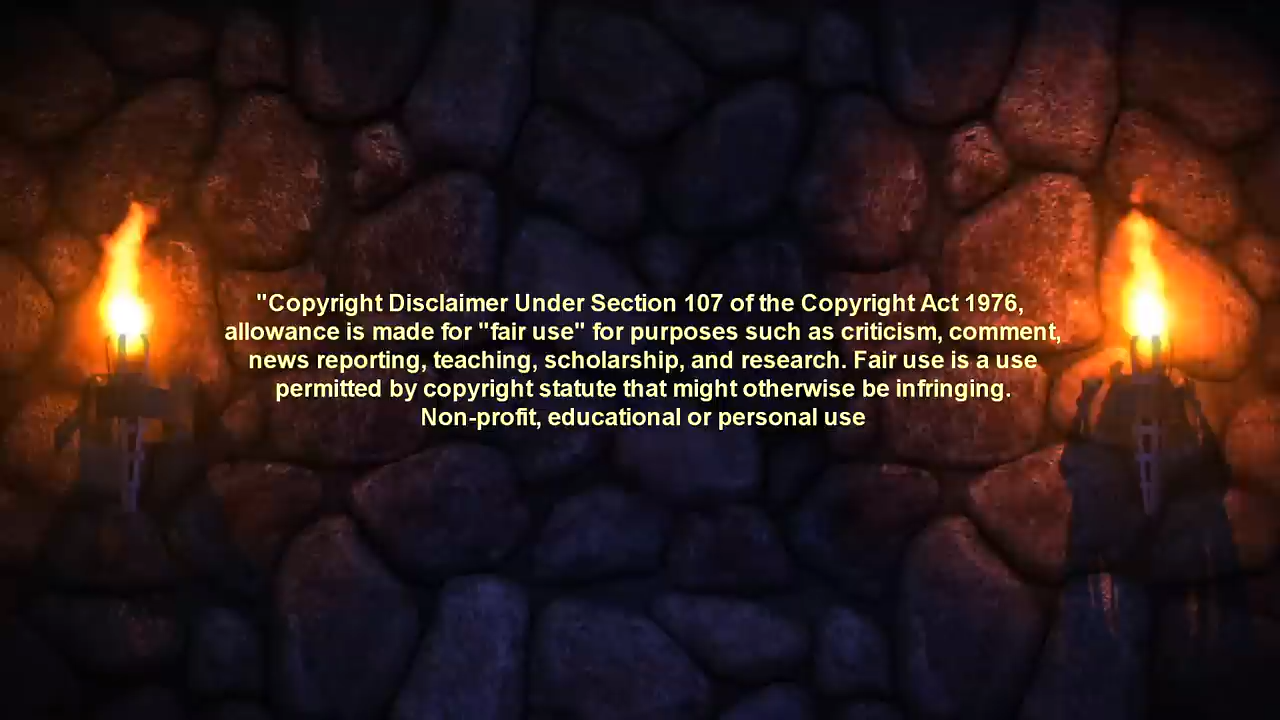 "Copyright Disclaimer Under Section 107 of the Copyright Act 1976,
allowance is made for "fair use" for purposes such as criticism, comment,
news reporting, teaching, scholarship, and research. Fair use is a use
permitted by copyright statute that might otherwise be infringing.
Non-profit, educational or personal use